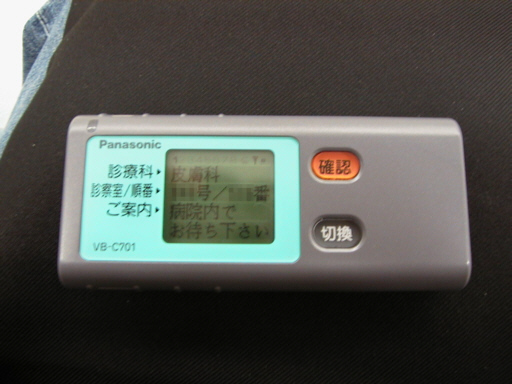 Panasonic
診療科 皮膚科
診察室/順番 号/ 番
ご案内 病院内で
お待ち下さい
VB-C701
確認
切換